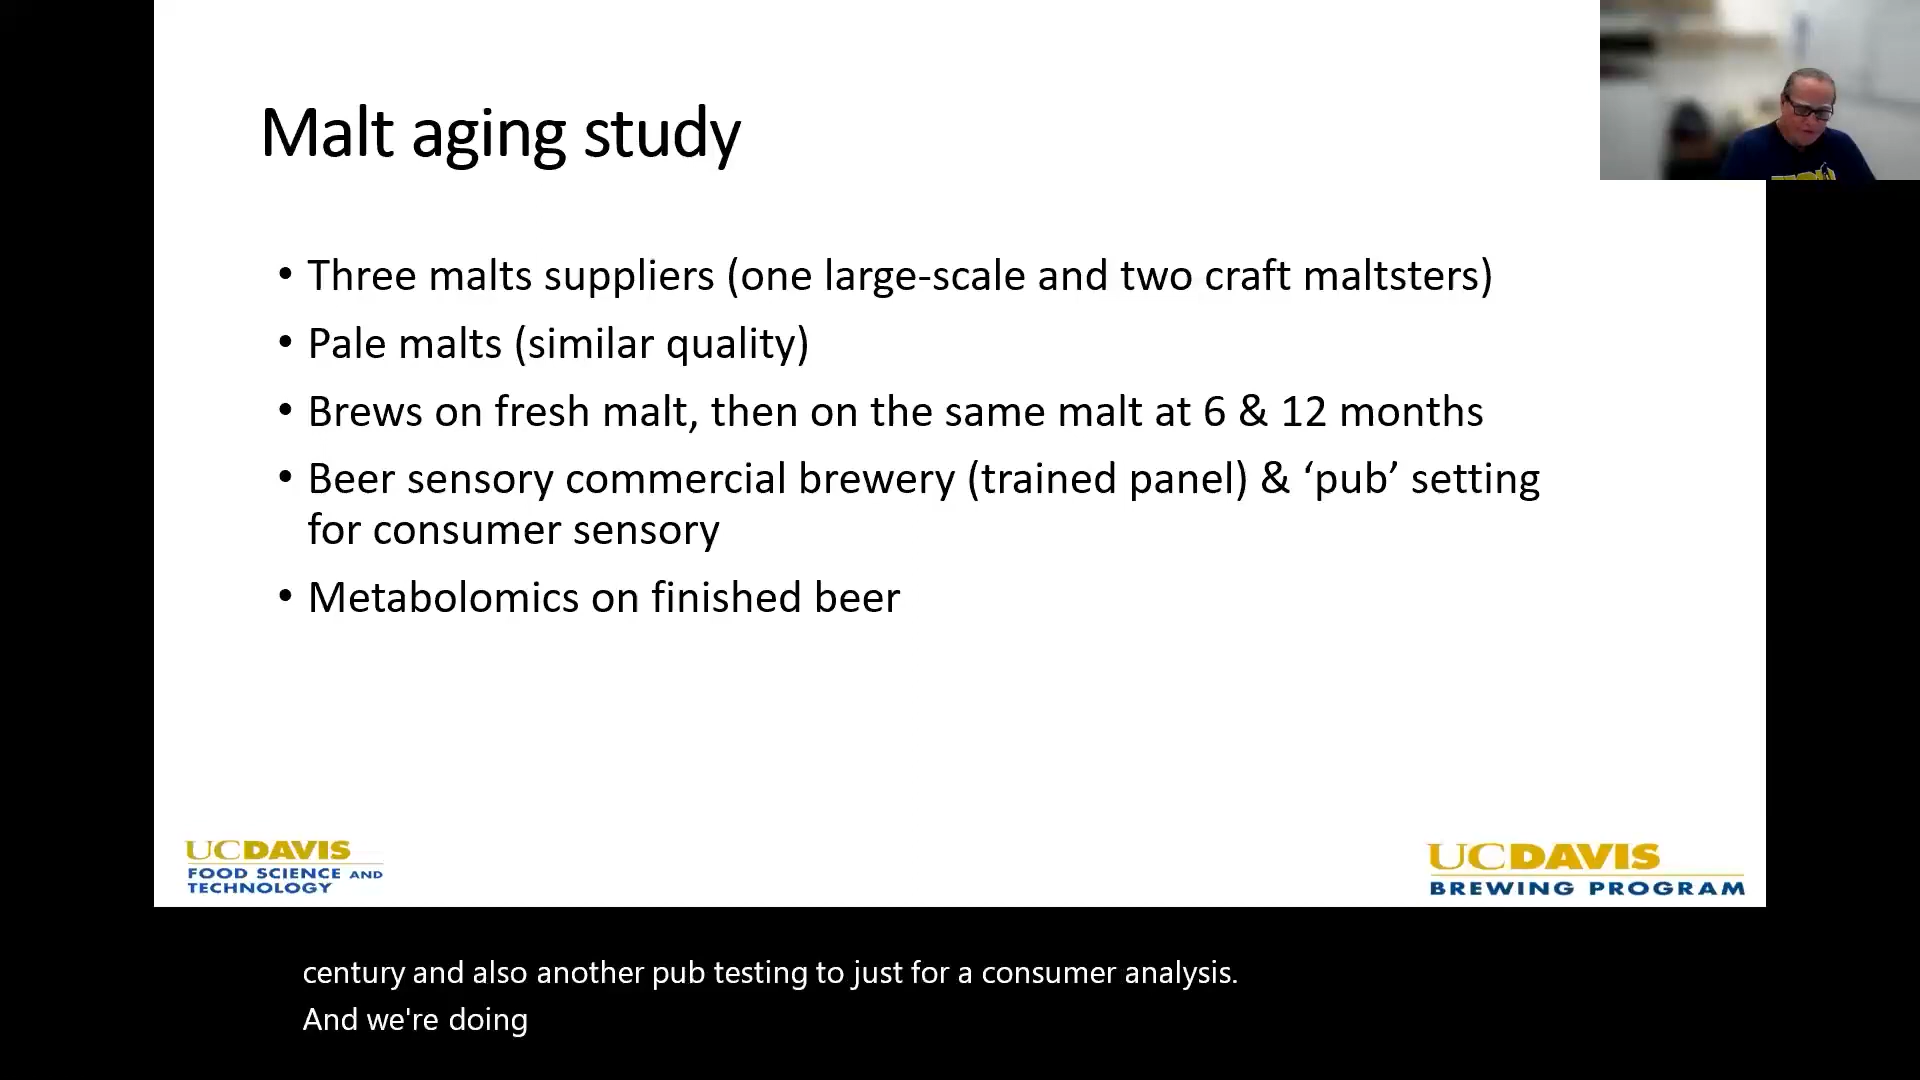 Malt aging study
• Three malts suppliers (one large-scale and two craft maltsters)
• Pale malts (similar quality)
• Brews on fresh malt, then on the same malt at 6 & 12 months
• Beer sensory commercial brewery (trained panel) & ‘pub’ setting
for consumer sensory
• Metabolomics on finished beer
UCDAVIS
FOOD SCIENCE AND
TECHNOLOGY
UCDAVIS
BREWING PROGRAM
century and also another pub testing to just for a consumer analysis.
And we're doing